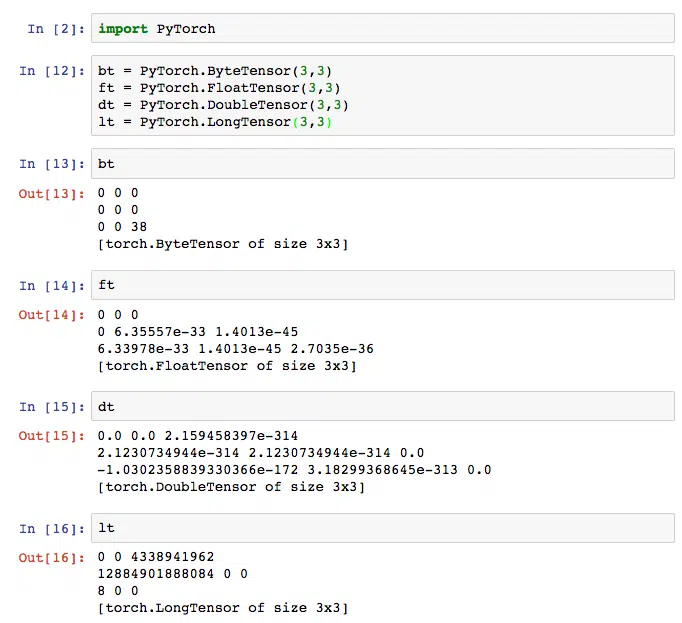 In [2]: import PyTorch
In [12]: bt = PyTorch.ByteTensor(3,3)
ft = PyTorch.FloatTensor(3,3)
dt = PyTorch.DoubleTensor(3,3)
lt = PyTorch.LongTensor(3,3)
In [13]: bt
Out[13]: 0 0 0
0 0 0
0 0 38
[torch.ByteTensor of size 3x3]
In [14]: ft
Out[14]: 0 0 0
0 6.35557e-33 1.4013e-45
6.33978e-33 1.4013e-45 2.7035e-36
[torch.FloatTensor of size 3x3]
In [15]: dt
Out[15]: 0.0 0.0 2.159458397e-314
2.1230734944e-314 2.1230734944e-314 0.0
-1.0302358839330366e-172 3.18299368645e-313 0.0
[torch.DoubleTensor of size 3x3]
In [16]: lt
Out[16]: 0 0 4338941962
12884901888084 0 0
8 0 0
[torch.LongTensor of size 3x3]